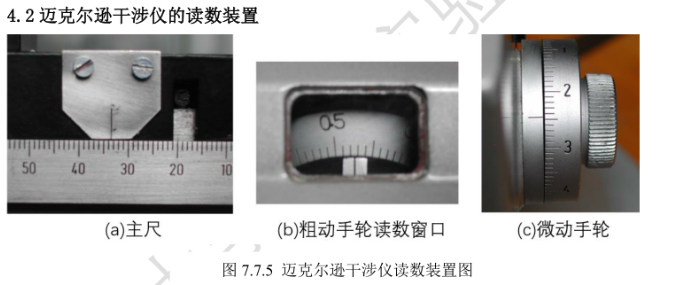 4.2 迈克尔逊干涉仪的读数装置
50 40 30 20 10
0.5
1
2
3
4
(a)主尺
(b)粗动手轮读数窗口
(c)微动手轮
图 7.7.5 迈克尔逊干涉仪读数装置图